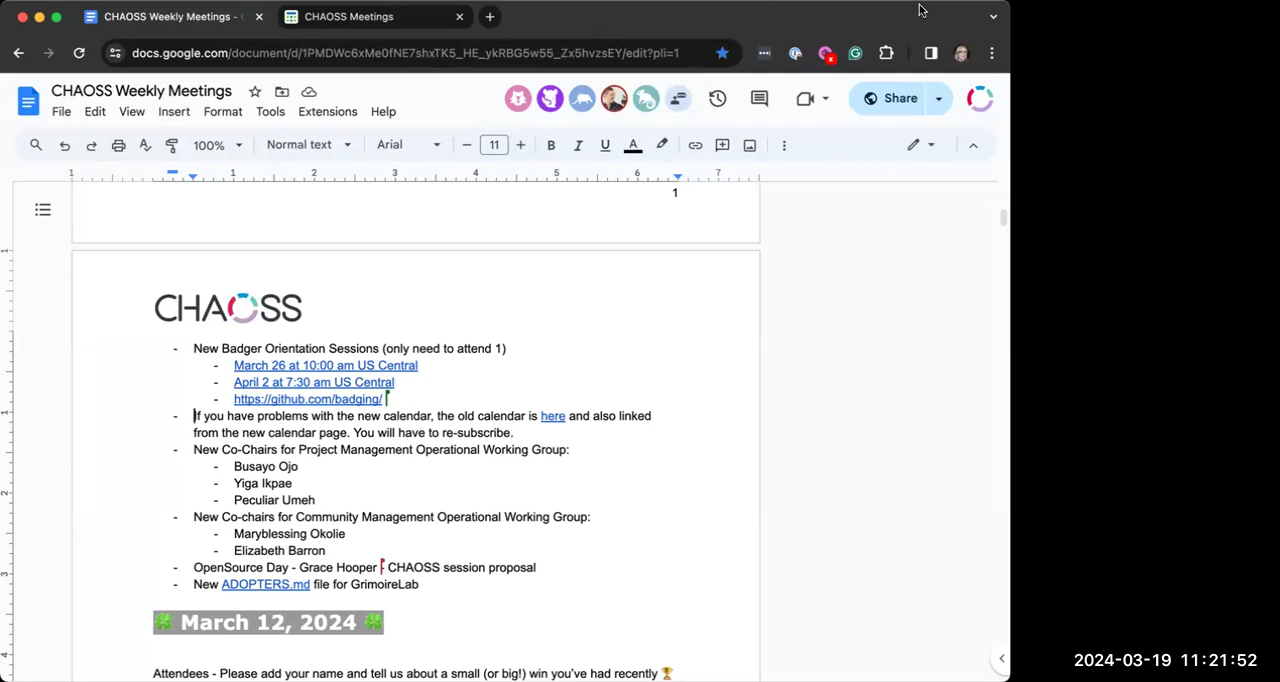 CHAOSS Weekly Meetings -
CHAOSS Meetings
docs.google.com/document/d/1PMDWc6xMe0fNE7shxTK5_HE_ykRBG5w55_Zx5hvzsEY/edit?pli=1
CHAOSS Weekly Meetings
Share
File Edit View Insert Format Tools Extensions Help
100% Normal text Arial 11 B I U A
1 1 2 3 4 5 6 7
1
CHAOSS
- New Badger Orientation Sessions (only need to attend 1)
- March 26 at 10:00 am US Central
- April 2 at 7:30 am US Central
- https://github.com/badging/
- If you have problems with the new calendar, the old calendar is here and also linked
from the new calendar page. You will have to re-subscribe.
- New Co-Chairs for Project Management Operational Working Group:
- Busayo Ojo
- Yiga Ikpae
- Peculiar Umeh
- New Co-chairs for Community Management Operational Working Group:
- Maryblessing Okolie
- Elizabeth Barron
- OpenSource Day - Grace Hooper - CHAOSS session proposal
- New ADOPTERS.md file for GrimoireLab
🍀 March 12, 2024 🍀
Attendees - Please add your name and tell us about a small (or big!) win you've had recently 🏆
2024-03-19 11:21:52